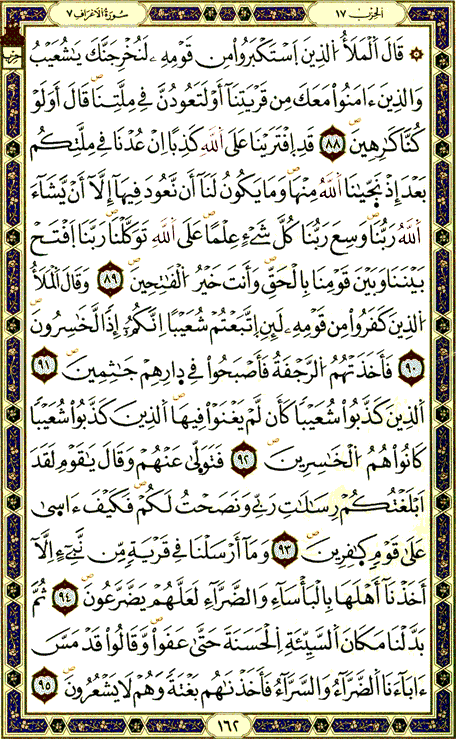 الحزب ١٧
سورة الأعراف ٧
حزب
۞ قَالَ ٱلْمَلَأُ ٱلَّذِينَ ٱسْتَكْبَرُوا۟ مِن قَوْمِهِۦ لَنُخْرِجَنَّكَ يَٰشُعَيْبُ
وَٱلَّذِينَ ءَامَنُوا۟ مَعَكَ مِن قَرْيَتِنَآ أَوْ لَتَعُودُنَّ فِى مِلَّتِنَا قَالَ أَوَلَوْ
كُنَّا كَٰرِهِينَ ٨٨ قَدِ ٱفْتَرَيْنَا عَلَى ٱللَّهِ كَذِبًا إِنْ عُدْنَا فِى مِلَّتِكُم
بَعْدَ إِذْ نَجَّىٰنَا ٱللَّهُ مِنْهَا وَمَا يَكُونُ لَنَآ أَن نَّعُودَ فِيهَآ إِلَّآ أَنْ يَّشَآءَ
ٱللَّهُ رَبُّنَا وَسِعَ رَبُّنَا كُلَّ شَىْءٍ عِلْمًا عَلَى ٱللَّهِ تَوَكَّلْنَا رَبَّنَا ٱفْتَحْ
بَيْنَنَا وَبَيْنَ قَوْمِنَا بِٱلْحَقِّ وَأَنتَ خَيْرُ ٱلْفَٰتِحِينَ ٨٩ وَقَالَ ٱلْمَلَأُ
ٱلَّذِينَ كَفَرُوا۟ مِن قَوْمِهِۦ لَئِنِ ٱتَّبَعْتُمْ شُعَيْبًا إِنَّكُمُۥٓ إِذًا لَّخَٰسِرُونَ
٩٠ فَأَخَذَتْهُمُ ٱلرَّجْفَةُ فَأَصْبَحُوا۟ فِى دِارِهِمْ جَٰثِمِينَ ٩١
ٱلَّذِينَ كَذَّبُوا۟ شُعَيْبًا كَأَن لَّمْ يَغْنَوْا۟ فِيهَا ٱلَّذِينَ كَذَّبُوا۟ شُعَيْبًا
كَانُوا۟ هُمُ ٱلْخَٰسِرِينَ ٩٢ فَتَوَلَّىٰ عَنْهُمْ وَقَالَ يَٰقَوْمِ لَقَدَ
اَبْلَغْتُكُمْ رِسَٰلَٰتِ رَبِّى وَنَصَحْتُ لَكُمْ فَكَيْفَ ءَاسَىٰ
عَلَىٰ قَوْمٍ كٰفِرِينَ ٩٣ وَمَآ أَرْسَلْنَا فِى قَرْيَةٍ مِّن نَّبِىٓءٍ اِلَّآ
أَخَذْنَآ أَهْلَهَا بِٱلْبَأْسَآءِ وَٱلضَّرَّآءِ لَعَلَّهُمْ يَضَّرَّعُونَ ٩٤ ثُمَّ
بَدَّلْنَا مَكَانَ ٱلسَّيِّئَةِ ٱلْحَسَنَةَ حَتَّىٰ عَفَوا۟ وَّقَالُوا۟ قَدْ مَسَّ
ءَابَآءَنَا ٱلضَّرَّآءُ وَٱلسَّرَّآءُ فَأَخَذْنَٰهُم بَغْتَةً وَهُمْ لَا يَشْعُرُونَ ٩٥
١٦٢